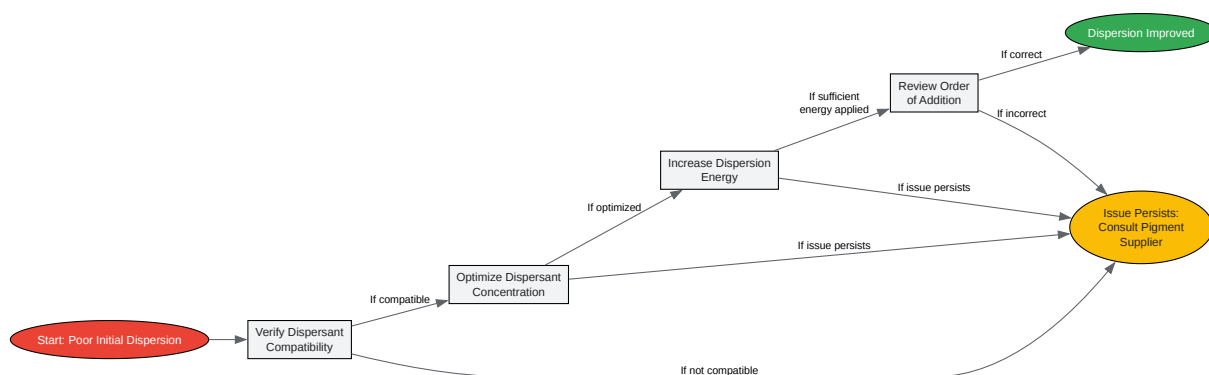 Start: Poor Initial Dispersion
Verify Dispersant
Compatibility
If compatible
If not compatible
Optimize Dispersant
Concentration
If optimized
If issue persists
Increase Dispersion
Energy
If sufficient
energy applied
If issue persists
Review Order
of Addition
If correct
If incorrect
Dispersion Improved
Issue Persists:
Consult Pigment
Supplier